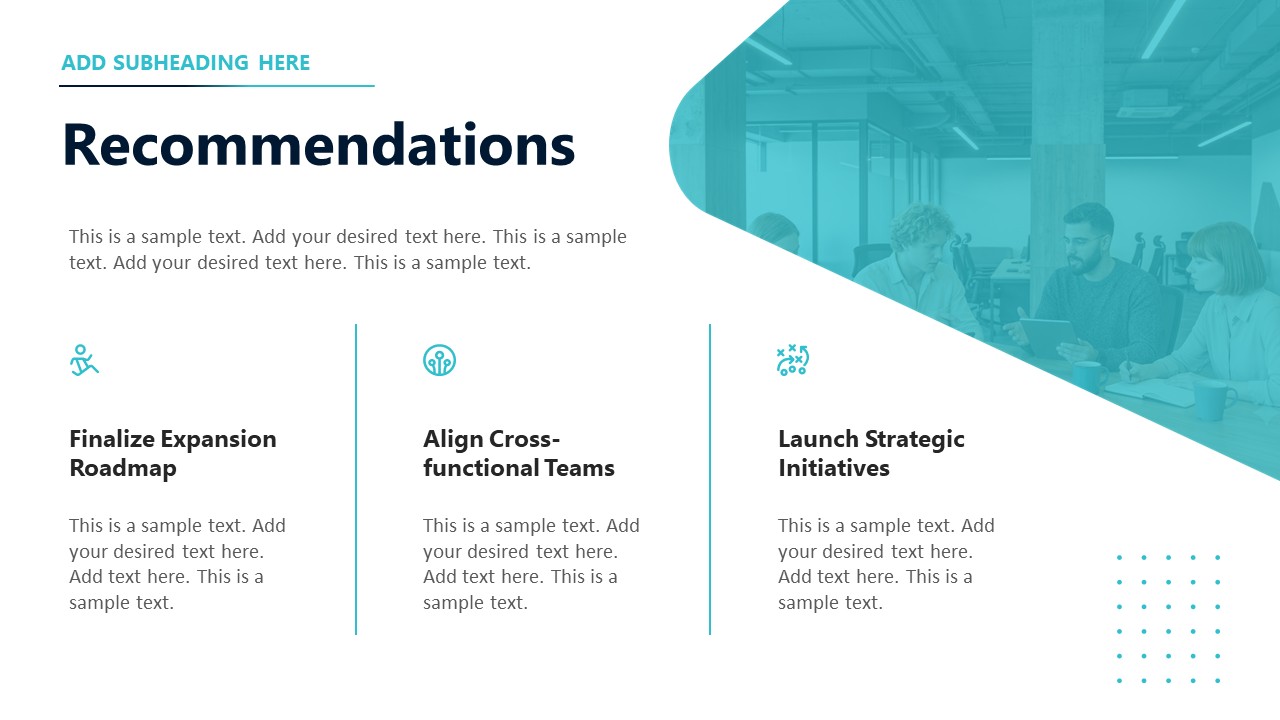 ADD SUBHEADING HERE
Recommendations
This is a sample text. Add your desired text here. This is a sample
text. Add your desired text here. This is a sample text.
Finalize Expansion
Roadmap
This is a sample text. Add
your desired text here.
Add text here. This is a
sample text.
Align Cross-
functional Teams
This is a sample text. Add
your desired text here.
Add text here. This is a
sample text.
Launch Strategic
Initiatives
This is a sample text. Add
your desired text here.
Add text here. This is a
sample text.